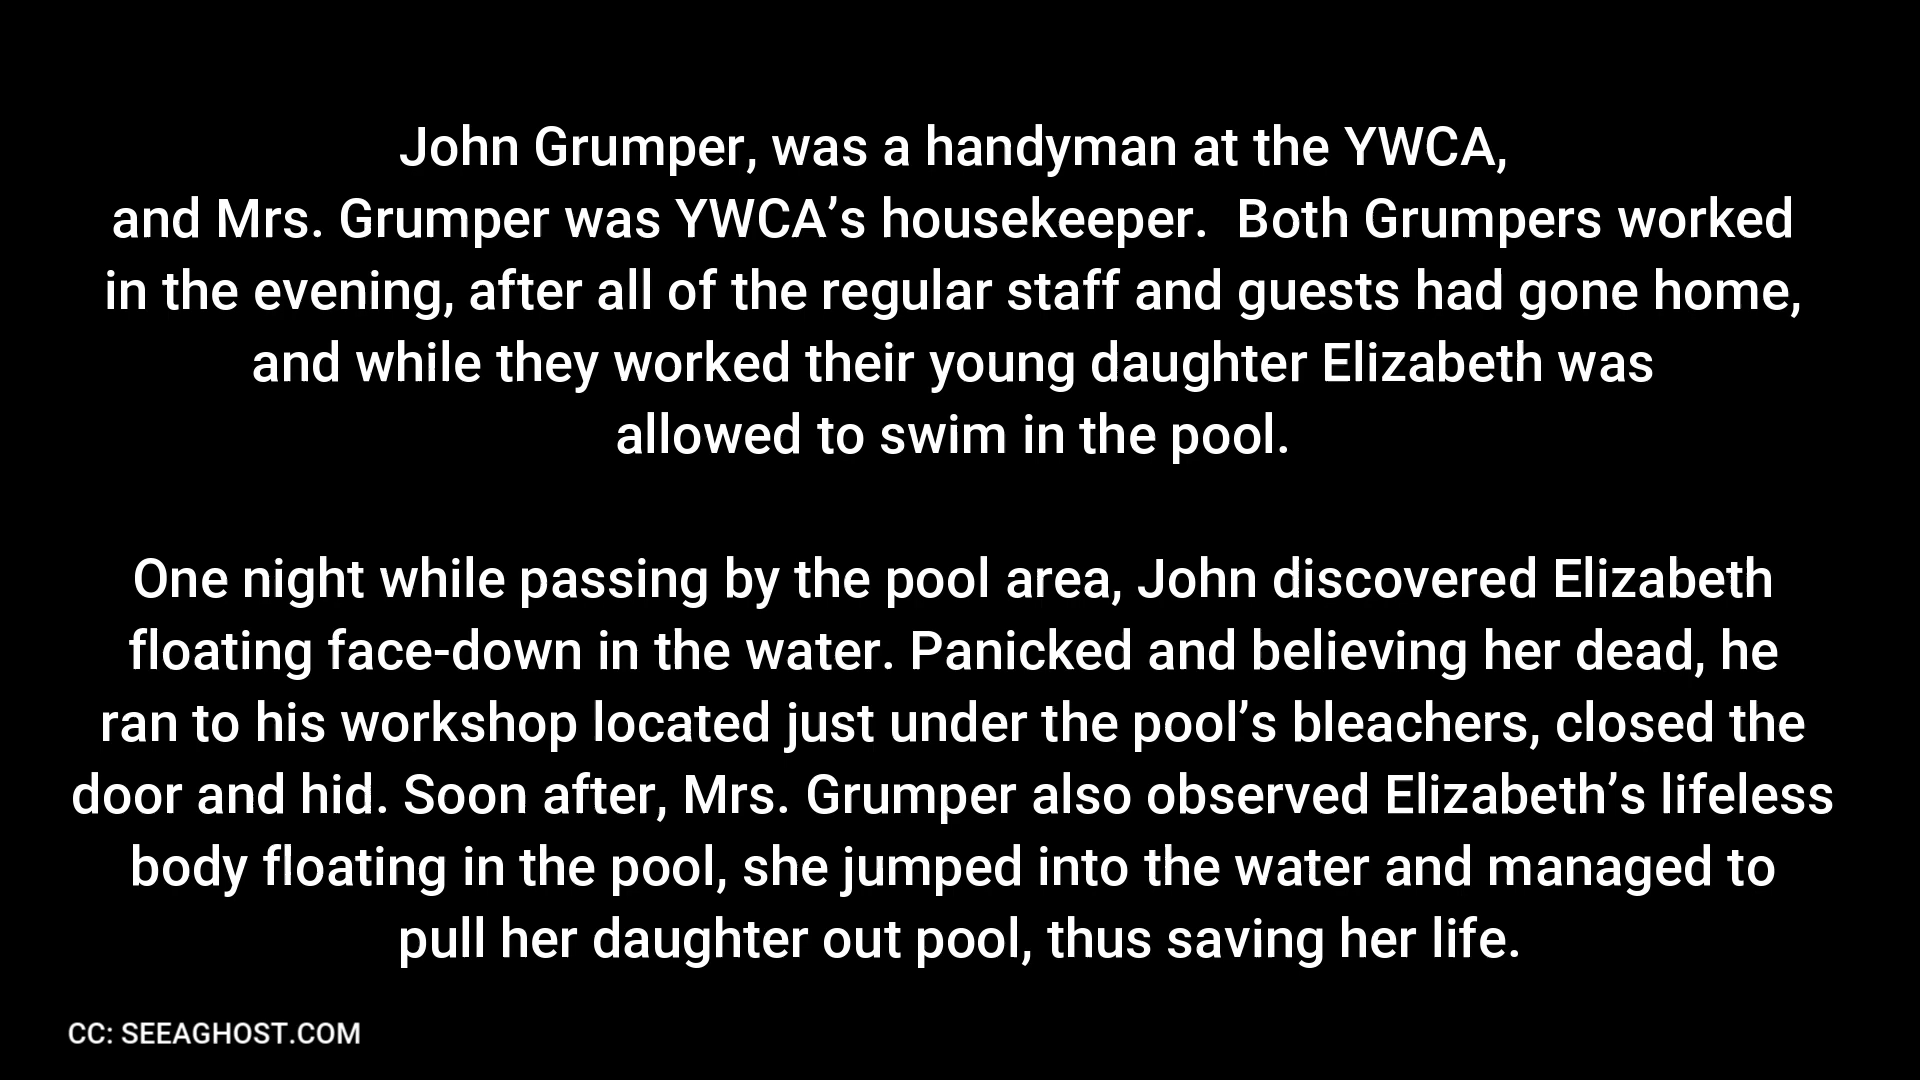 John Grumper, was a handyman at the YWCA,
and Mrs. Grumper was YWCA’s housekeeper.  Both Grumpers worked
in the evening, after all of the regular staff and guests had gone home,
and while they worked their young daughter Elizabeth was
allowed to swim in the pool.
One night while passing by the pool area, John discovered Elizabeth
floating face-down in the water. Panicked and believing her dead, he
ran to his workshop located just under the pool’s bleachers, closed the
door and hid. Soon after, Mrs. Grumper also observed Elizabeth’s lifeless
body floating in the pool, she jumped into the water and managed to
pull her daughter out pool, thus saving her life.
CC: SEEAGHOST.COM